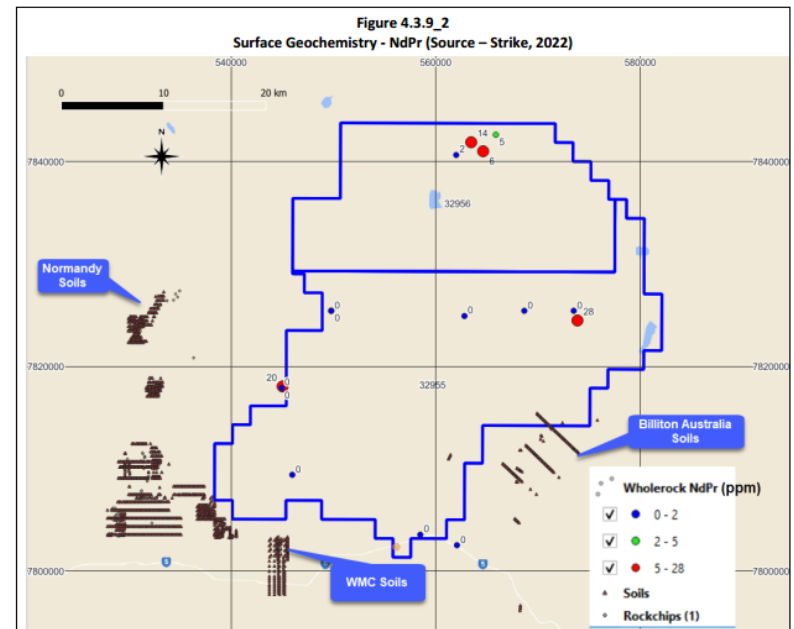 Figure 4.3.9_2
Surface Geochemistry - NdPr (Source – Strike, 2022)
540000 560000 580000
0 10 20 km
N
14
5
2
6
7840000 7840000
32956
Normandy
Soils
0
0
0
0
0
28
7820000 7820000
20
0
0
32955
Billiton Australia
Soils
0
Wholerock NdPr (ppm)
0 - 2
2 - 5
5 - 28
0
0
7800000 7800000
WMC Soils
Soils
Rockchips (1)